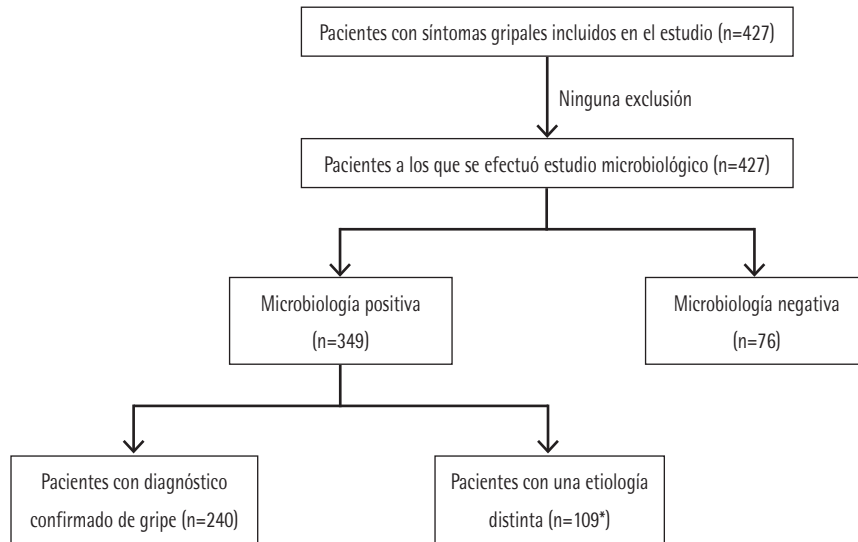 Pacientes con síntomas gripales incluidos en el estudio (n=427)
Ninguna exclusión
Pacientes a los que se efectuó estudio microbiológico (n=427)
Microbiología positiva
(n=349)
Microbiología negativa
(n=76)
Pacientes con diagnóstico
confirmado de gripe (n=240)
Pacientes con una etiología
distinta (n=109*)